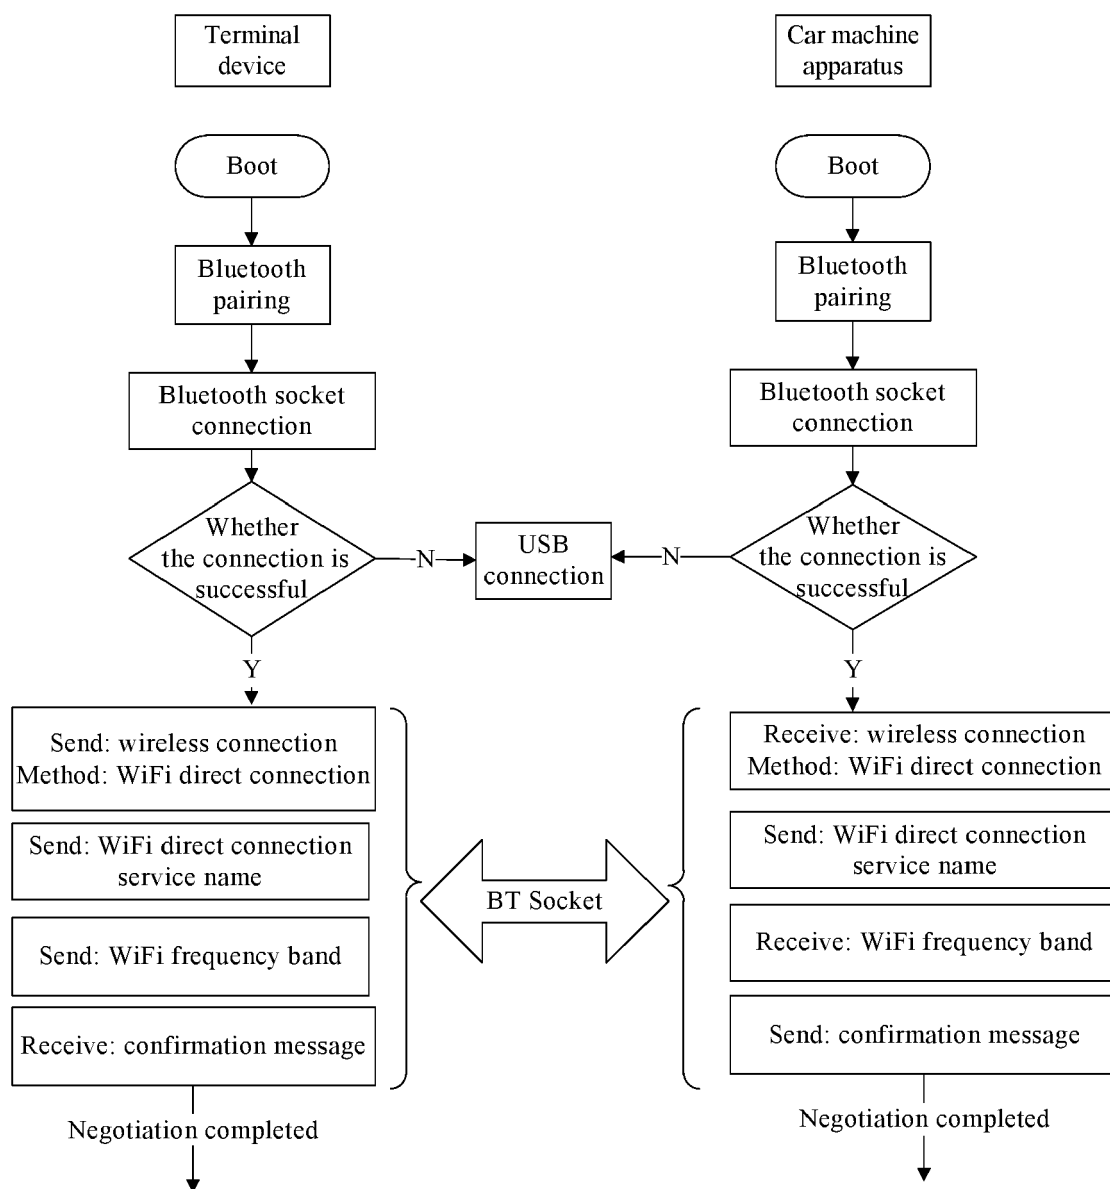 Terminal
device
Car machine
apparatus
Boot
Boot
Bluetooth
pairing
Bluetooth
pairing
Bluetooth socket
connection
Bluetooth socket
connection
Whether
the connection is
successful
N
USB
connection
N
Whether
the connection is
successful
Y
Y
Send: wireless connection
Method: WiFi direct connection
Receive: wireless connection
Method: WiFi direct connection
Send: WiFi direct connection
service name
Send: WiFi direct connection
service name
BT Socket
Send: WiFi frequency band
Receive: WiFi frequency band
Receive: confirmation message
Send: confirmation message
Negotiation completed
Negotiation completed